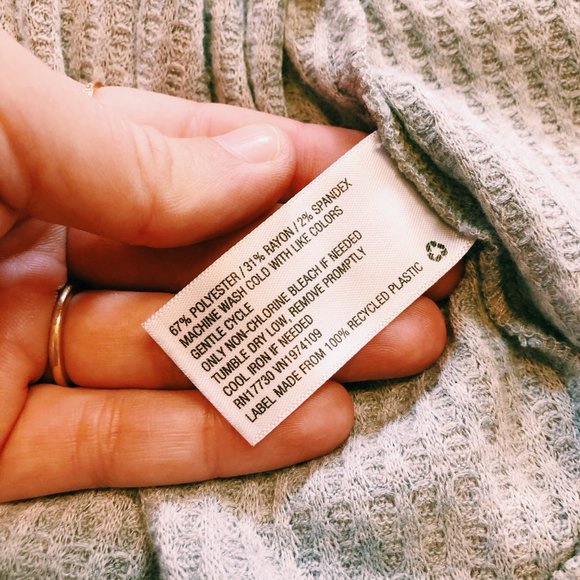 67% POLYESTER / 31% RAYON / 2% SPANDEX
MACHINE WASH COLD WITH LIKE COLORS
GENTLE CYCLE
ONLY NON-CHLORINE BLEACH IF NEEDED
TUMBLE DRY LOW, REMOVE PROMPTLY
COOL IRON IF NEEDED
RN17730 VN1974109
LABEL MADE FROM 100% RECYCLED PLASTIC